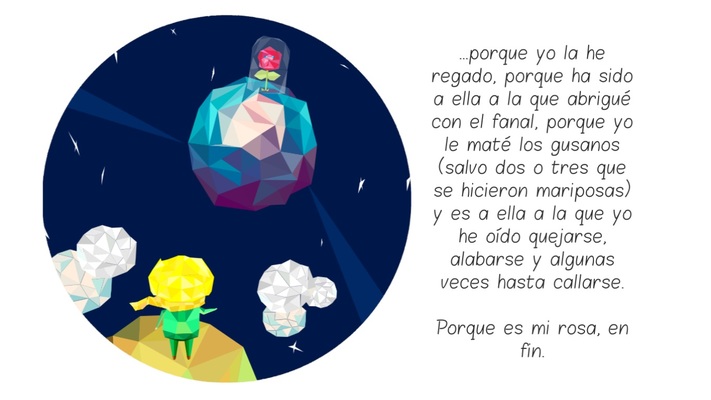 ...porque yo la he
regado, porque ha sido
a ella a la que abrigué
con el fanal, porque yo
le maté los gusanos
(salvo dos o tres que
se hicieron mariposas)
y es a ella a la que yo
he oído quejarse,
alabarse y algunas
veces hasta callarse.
Porque es mi rosa, en
fin.